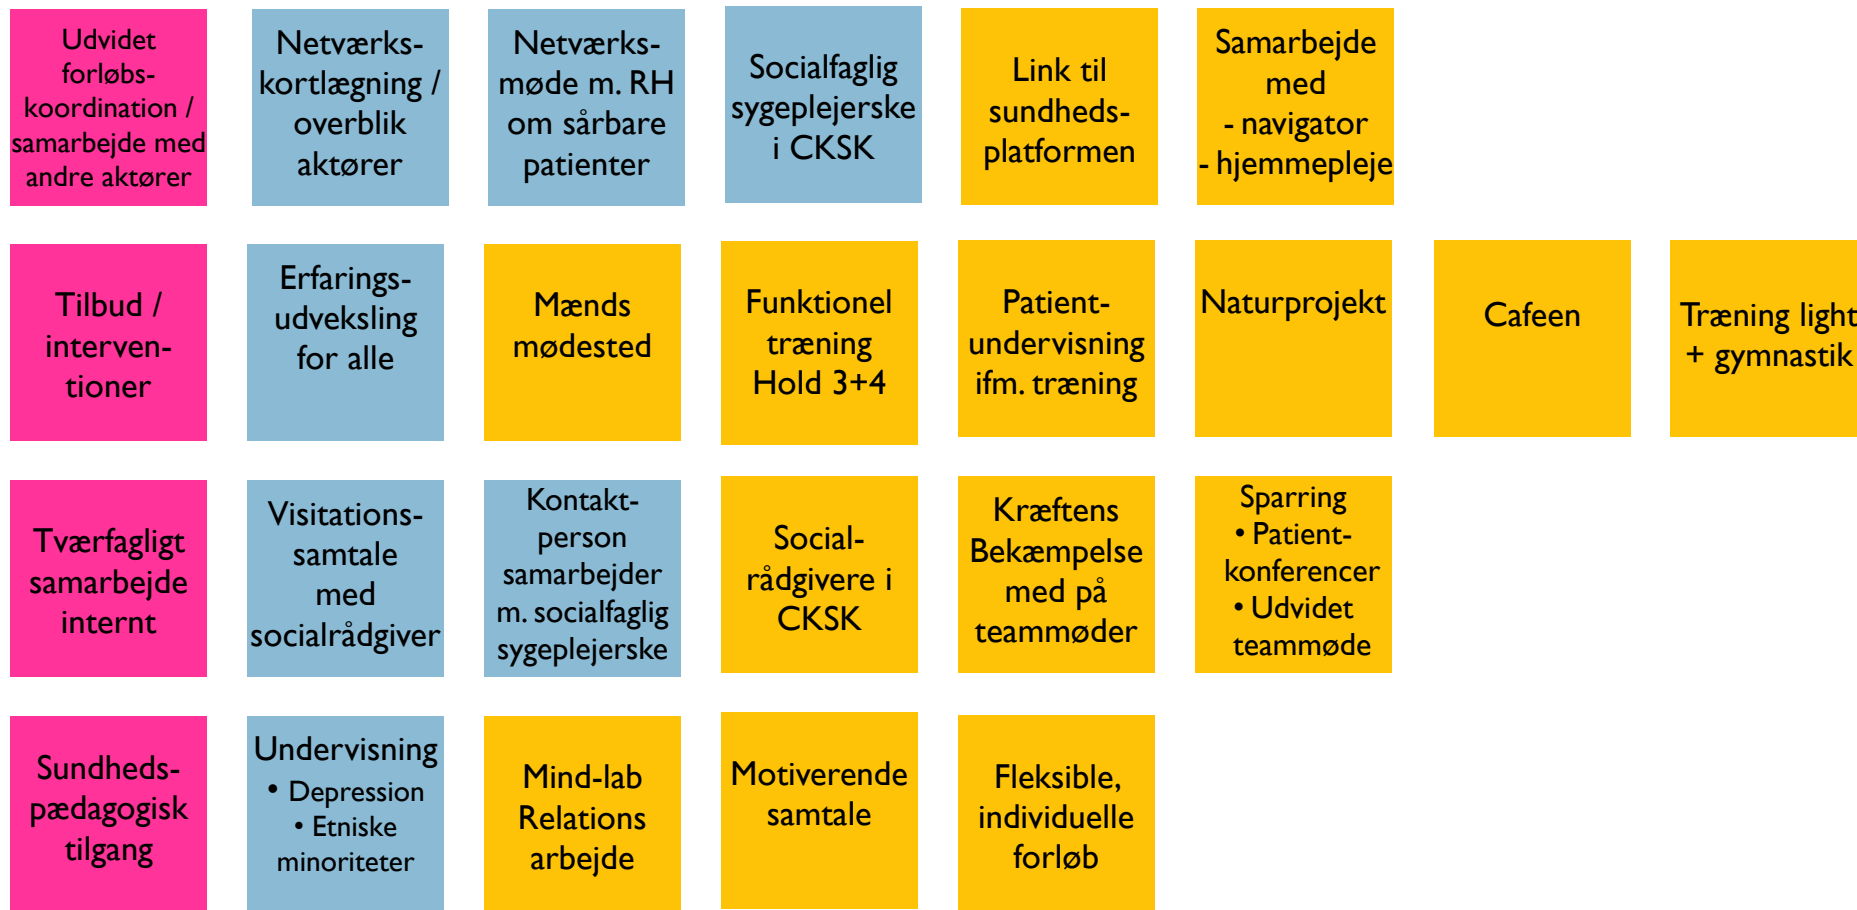 Udvidet
forløbs-
koordination /
samarbejde med
andre aktører
Netværks-
kortlægning /
overblik
aktører
Netværks-
møde m. RH
om sårbare
patienter
Socialfaglig
sygeplejerske
i CKSK
Link til
sundheds-
platformen
Samarbejde
med
- navigator
- hjemmepleje
Tilbud /
interven-
tioner
Erfarings-
udveksling
for alle
Mænds
mødested
Funktionel
træning
Hold 3+4
Patient-
undervisning
ifm. træning
Naturprojekt
Cafeen
Træning light
+ gymnastik
Tværfagligt
samarbejde
internt
Visitations-
samtale
med
socialrådgiver
Kontakt-
person
samarbejder
m. socialfaglig
sygeplejerske
Social-
rådgivere i
CKSK
Kræftens
Bekæmpelse
med på
teammøder
Sparring
• Patient-
konferencer
• Udvidet
teammøde
Sundheds-
pædagogisk
tilgang
Undervisning
• Depression
• Etniske
minoriteter
Mind-lab
Relations
arbejde
Motiverende
samtale
Fleksible,
individuelle
forløb